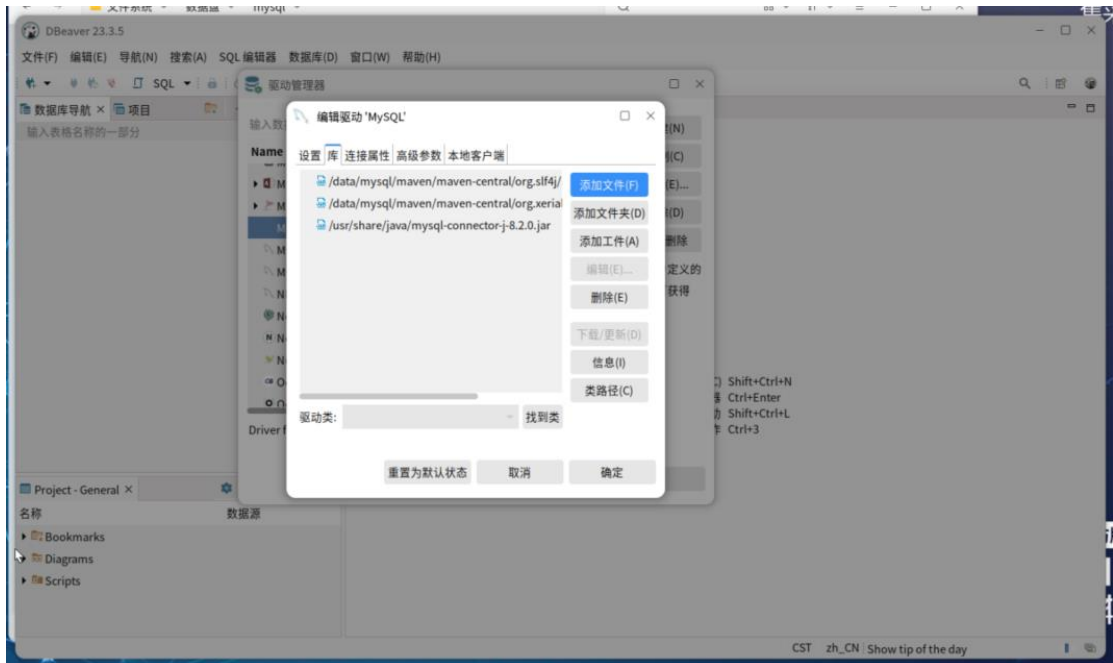 文件系统 数据盘 mysql
DBeaver 23.3.5
文件(F) 编辑(E) 导航(N) 搜索(A) SQL 编辑器 数据库(D) 窗口(W) 帮助(H)
SQL
驱动管理器
数据库导航 项目
输入表格名称的一部分
编辑驱动 'MySQL'
Name
设置 库 连接属性 高级参数 本地客户端
/data/mysql/maven/maven-central/org.slf4j/
/data/mysql/maven/maven-central/org.xerial
/usr/share/java/mysql-connector-j-8.2.0.jar
添加文件(F)
添加文件夹(D)
添加工件(A)
编辑(E)...
删除(E)
下载/更新(D)
信息(I)
类路径(C)
(N)
(C)
(E)...
(D)
删除
定义的
获得
驱动类:
找到类
Driver
重置为默认状态 取消 确定
Shift+Ctrl+N
Ctrl+Enter
Shift+Ctrl+L
Ctrl+3
Project - General
名称 数据源
Bookmarks
Diagrams
Scripts
CST zh_CN Show tip of the day